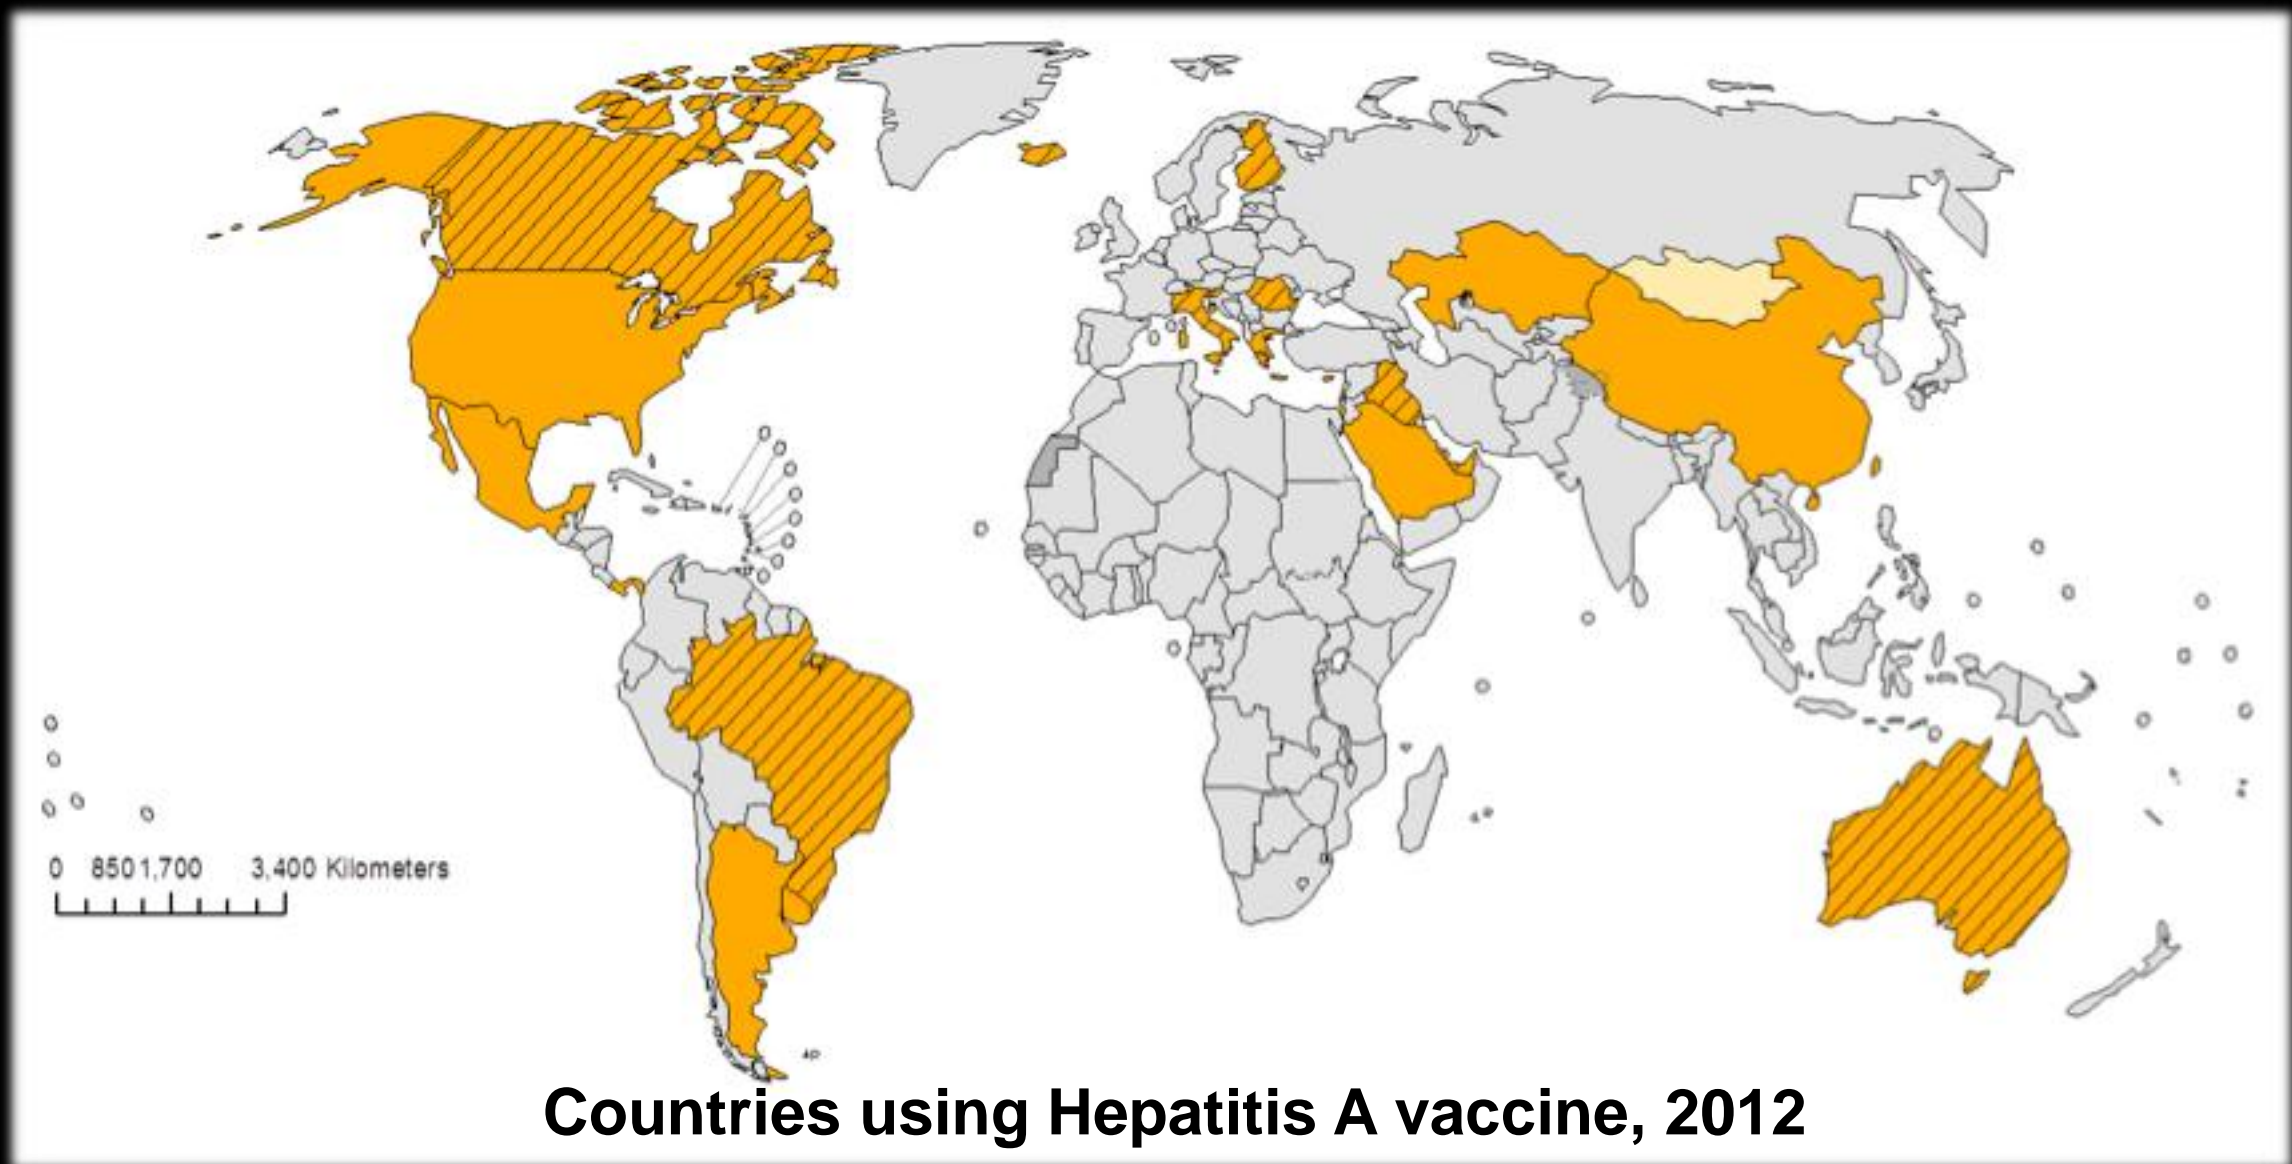 0 850 1,700 3,400 Kilometers
Countries using Hepatitis A vaccine, 2012